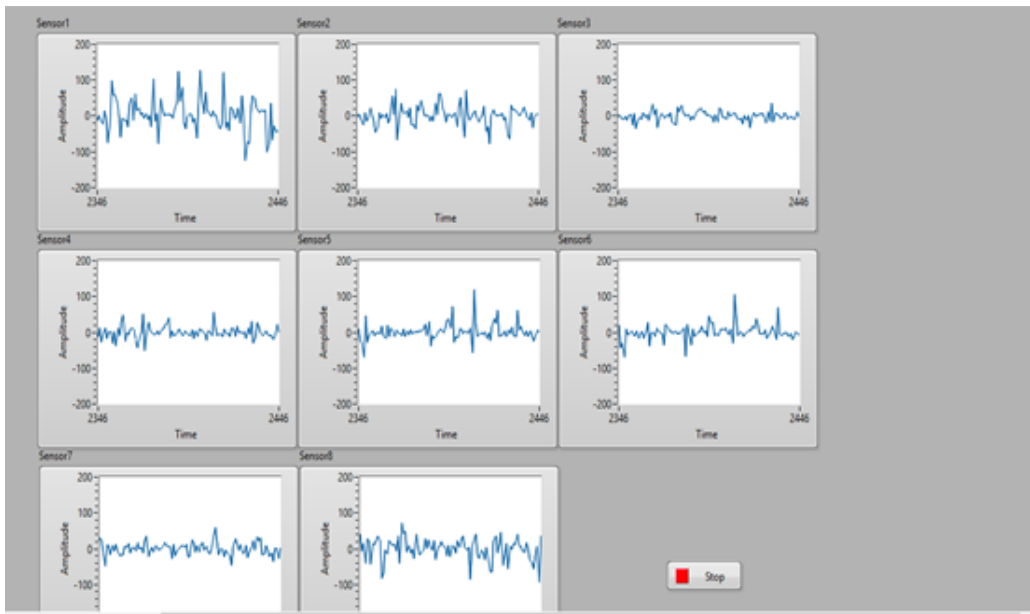 Sensor1
200
100
0
-100
-200
Amplitude
2346
2446
Time
Sensor2
200
100
0
-100
-200
Amplitude
2346
2446
Time
Sensor3
200
100
0
-100
-200
Amplitude
2346
2446
Time
Sensor4
200
100
0
-100
-200
Amplitude
2346
2446
Time
Sensor5
200
100
0
-100
-200
Amplitude
2346
2446
Time
Sensor6
200
100
0
-100
-200
Amplitude
2346
2446
Time
Sensor7
200
100
0
-100
Amplitude
Sensor8
200
100
0
-100
Amplitude
Stop